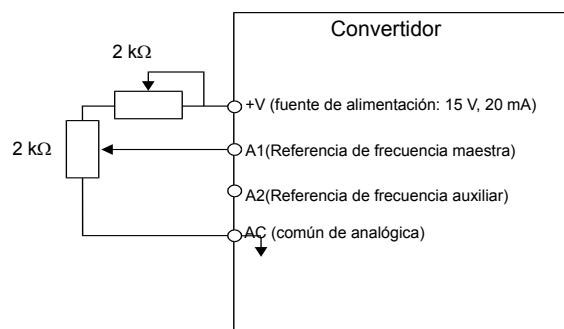 Convertidor
2 kΩ
+V (fuente de alimentación: 15 V, 20 mA)
2 kΩ
A1(Referencia de frecuencia maestra)
A2(Referencia de frecuencia auxiliar)
AC (común de analógica)